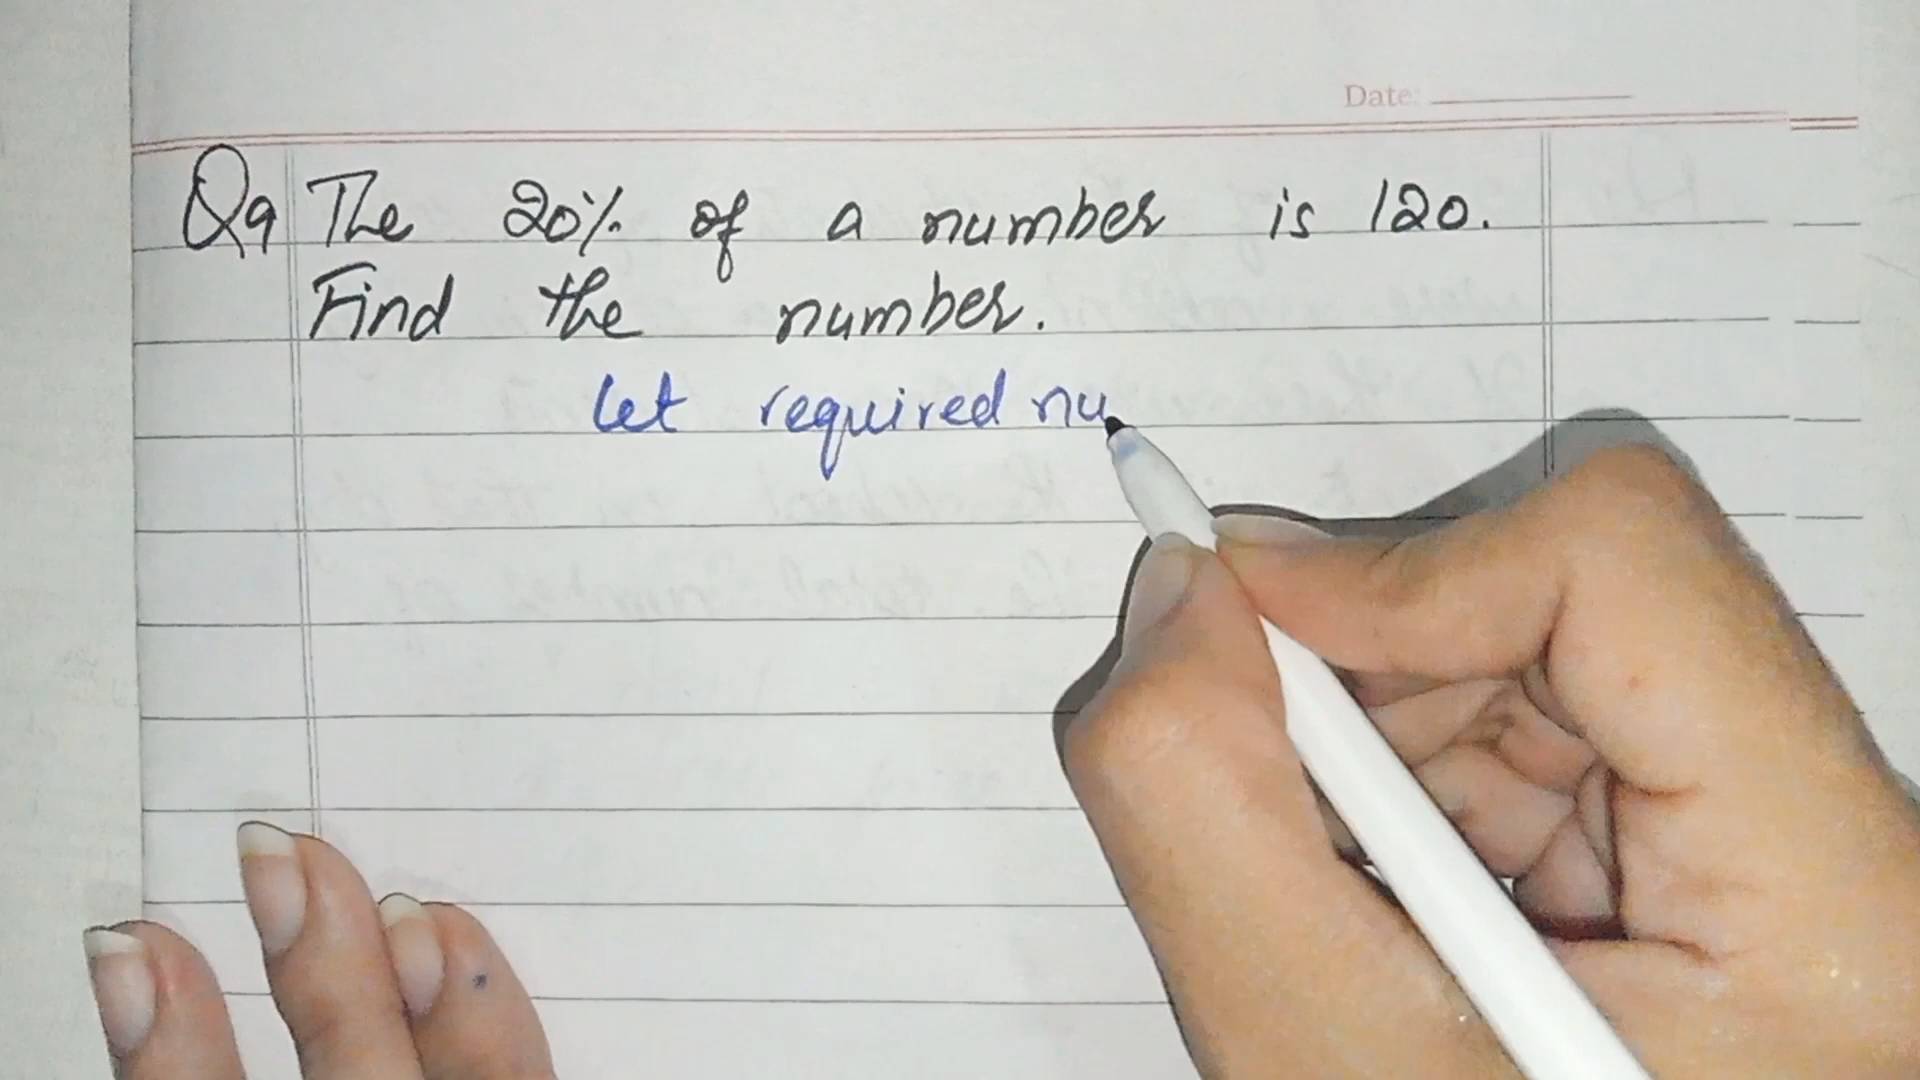 Date:
Q9 The 20% of a number is 120.
Find the number.
let required nu